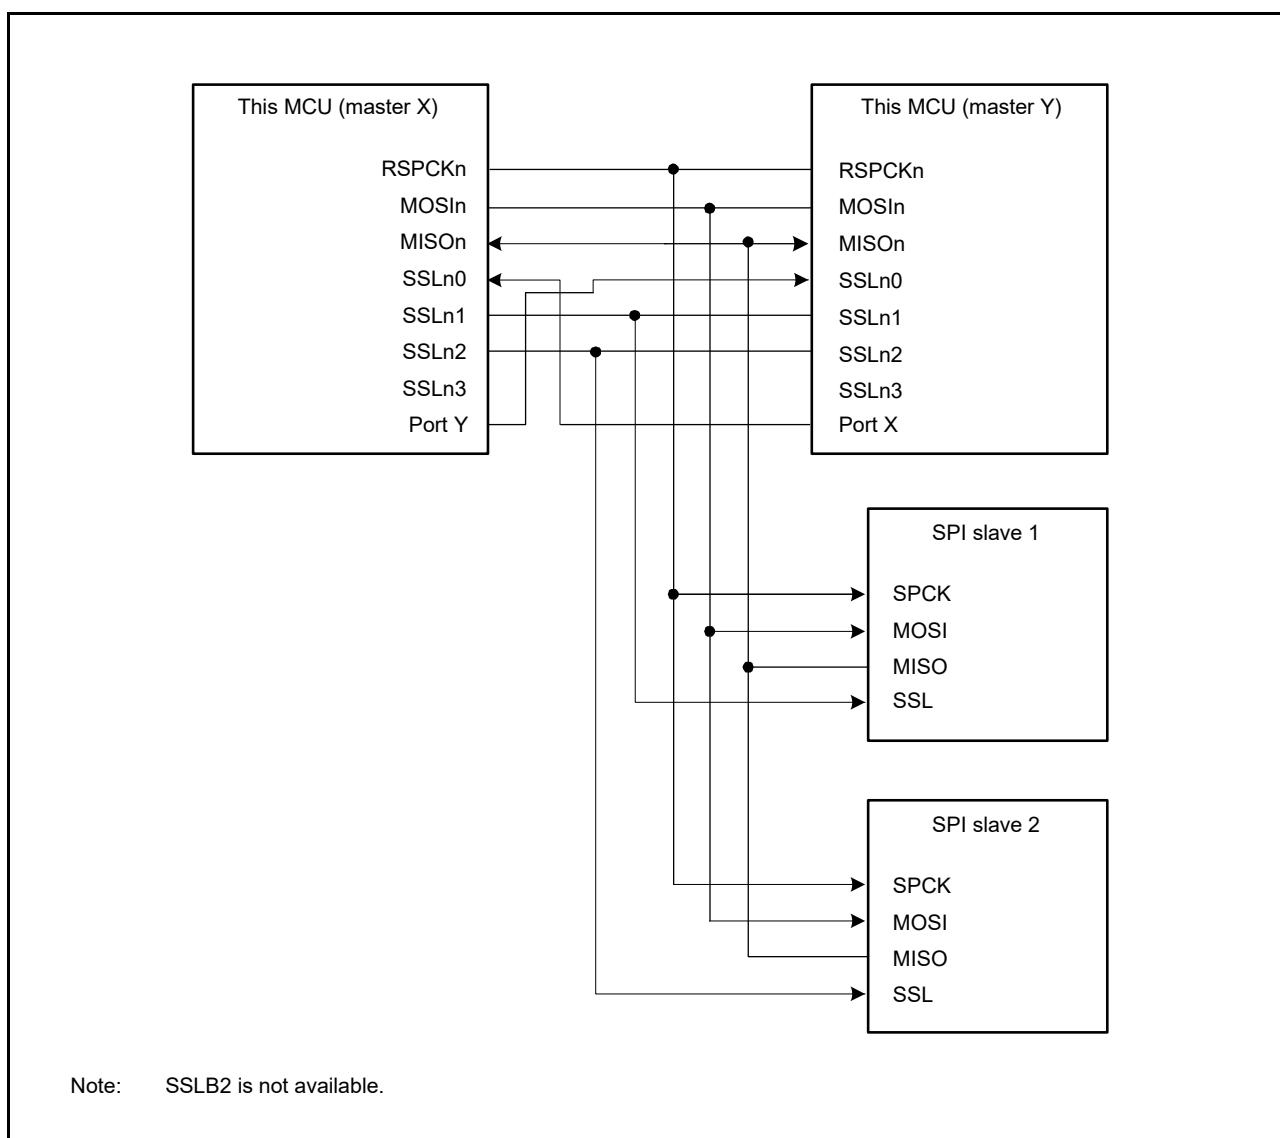 This MCU (master X)
RSPCKn
MOSIn
MISOn
SSLn0
SSLn1
SSLn2
SSLn3
Port Y
This MCU (master Y)
RSPCKn
MOSIn
MISOn
SSLn0
SSLn1
SSLn2
SSLn3
Port X
SPI slave 1
SPCK
MOSI
MISO
SSL
SPI slave 2
SPCK
MOSI
MISO
SSL
Note: SSLB2 is not available.